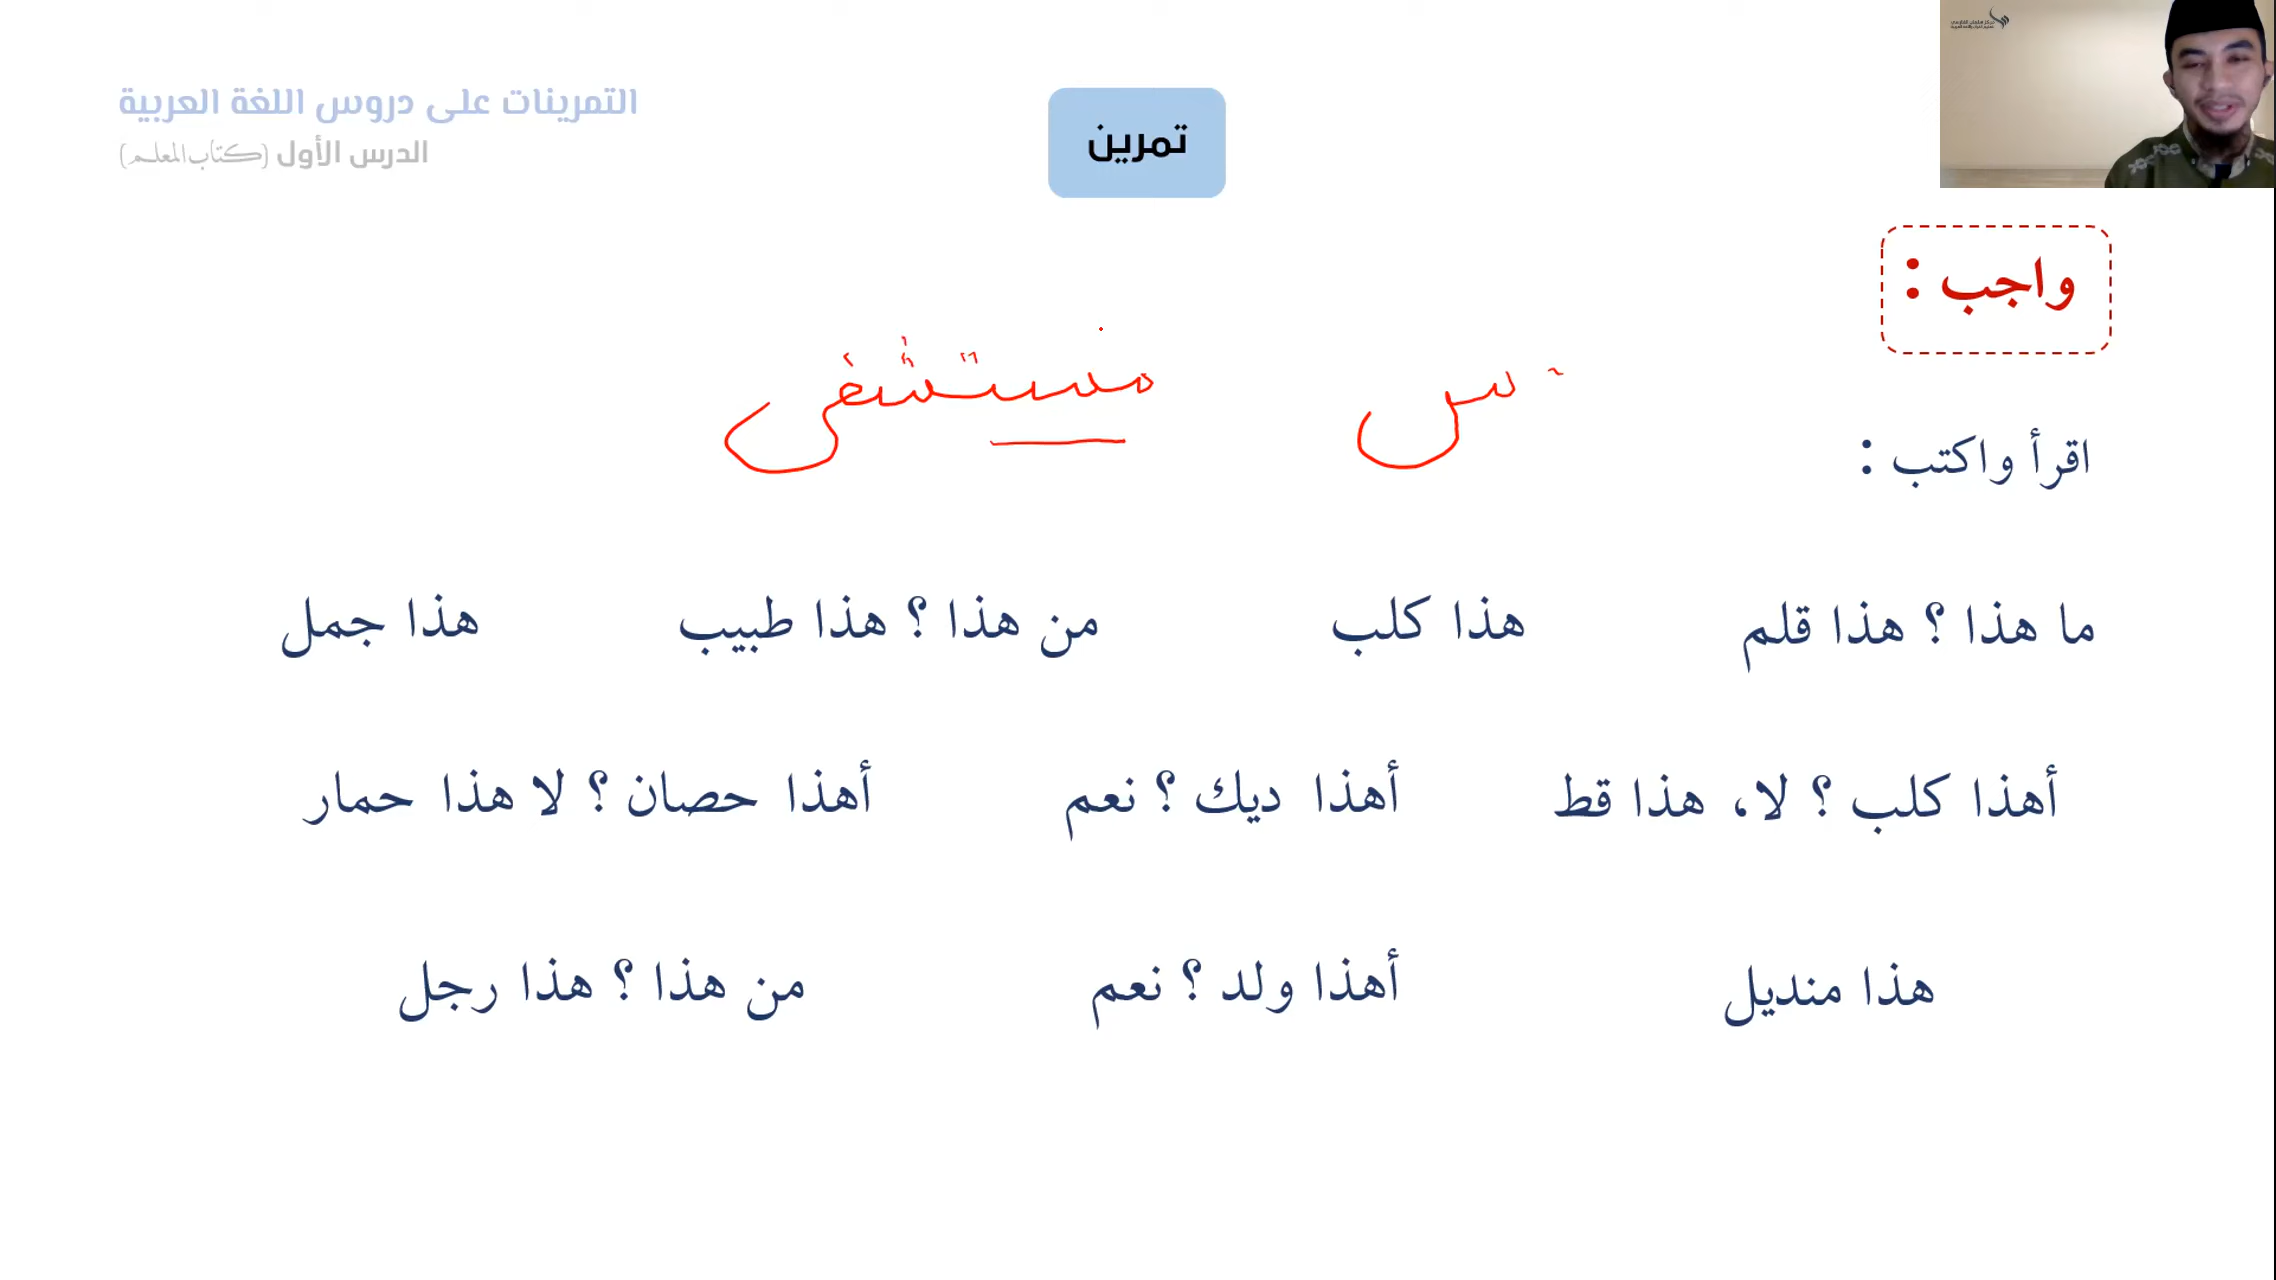 التمرينات على دروس اللغة العربية
الدرس الأول (كتاب المعلم)
تمرين
واجب :
س مستشفى
اقرأ واكتب :
ما هذا ؟ هذا قلم هذا كلب من هذا ؟ هذا طبيب هذا جمل
أهذا كلب ؟ لا، هذا قط أهذا ديك ؟ نعم أهذا حصان ؟ لا هذا حمار
هذا منديل أهذا ولد ؟ نعم من هذا ؟ هذا رجل